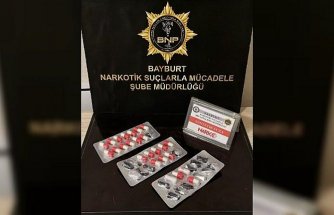 BNP
BAYBURT
NARKOTİK SUÇLARLA MÜCADELE
ŞUBE MÜDÜRLÜĞÜ